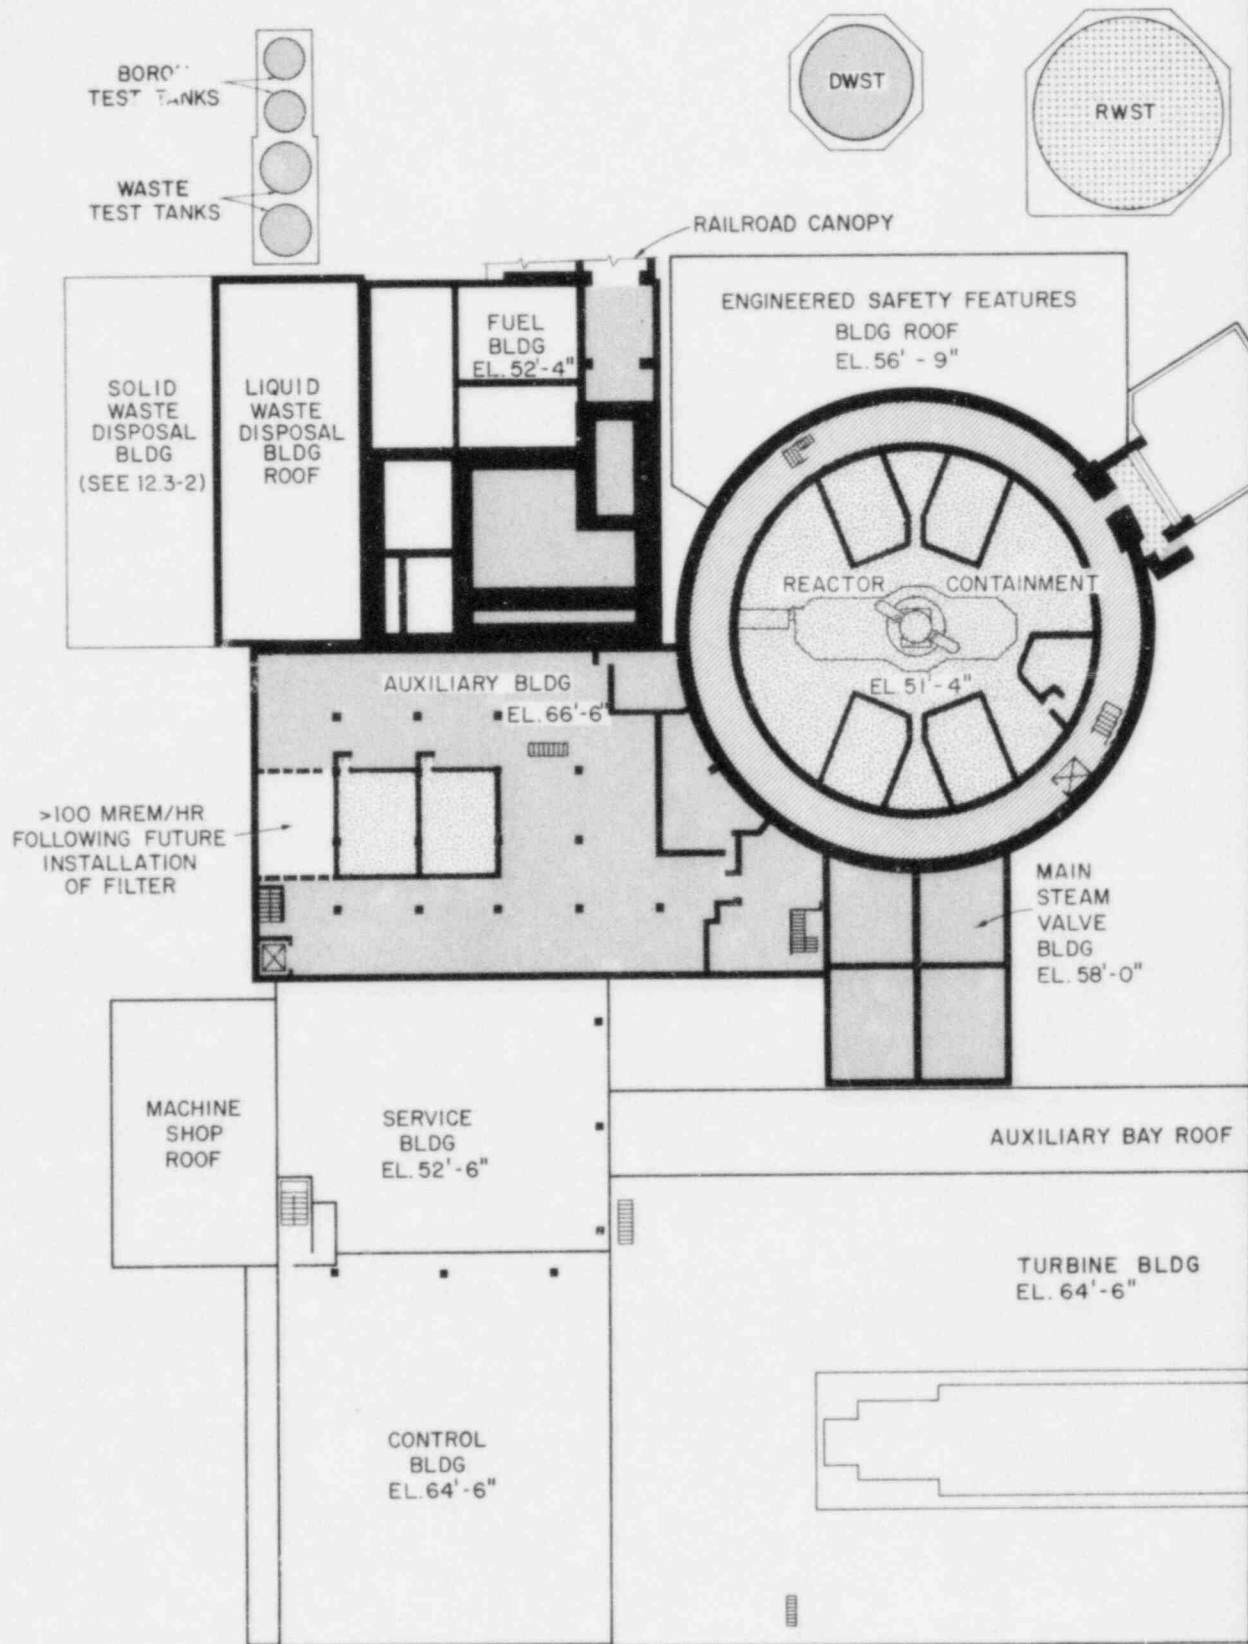 BORO
TEST TANKS
DWST
RWST
WASTE
TEST TANKS
RAILROAD CANOPY
ENGINEERED SAFETY FEATURES
BLDG ROOF
EL. 56' - 9"
FUEL
BLDG
EL. 52'-4"
SOLID
WASTE
DISPOSAL
BLDG
(SEE 12.3-2)
LIQUID
WASTE
DISPOSAL
BLDG
ROOF
REACTOR CONTAINMENT
EL. 51'-4"
AUXILIARY BLDG
EL. 66'-6"
>100 MREM/HR
FOLLOWING FUTURE
INSTALLATION
OF FILTER
MAIN
STEAM
VALVE
BLDG
EL. 58'-0"
MACHINE
SHOP
ROOF
SERVICE
BLDG
EL. 52'-6"
AUXILIARY BAY ROOF
TURBINE BLDG
EL. 64'-6"
CONTROL
BLDG
EL. 64'-6"